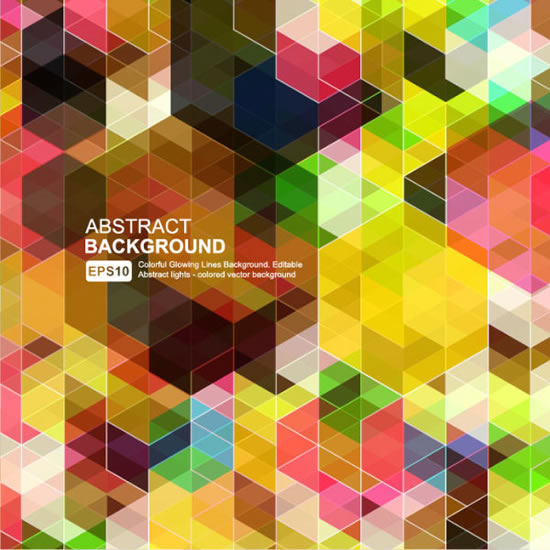 ABSTRACT
BACKGROUND
EPS10
Colorful Glowing Lines Background. Editable
Abstract lights - colored vector background